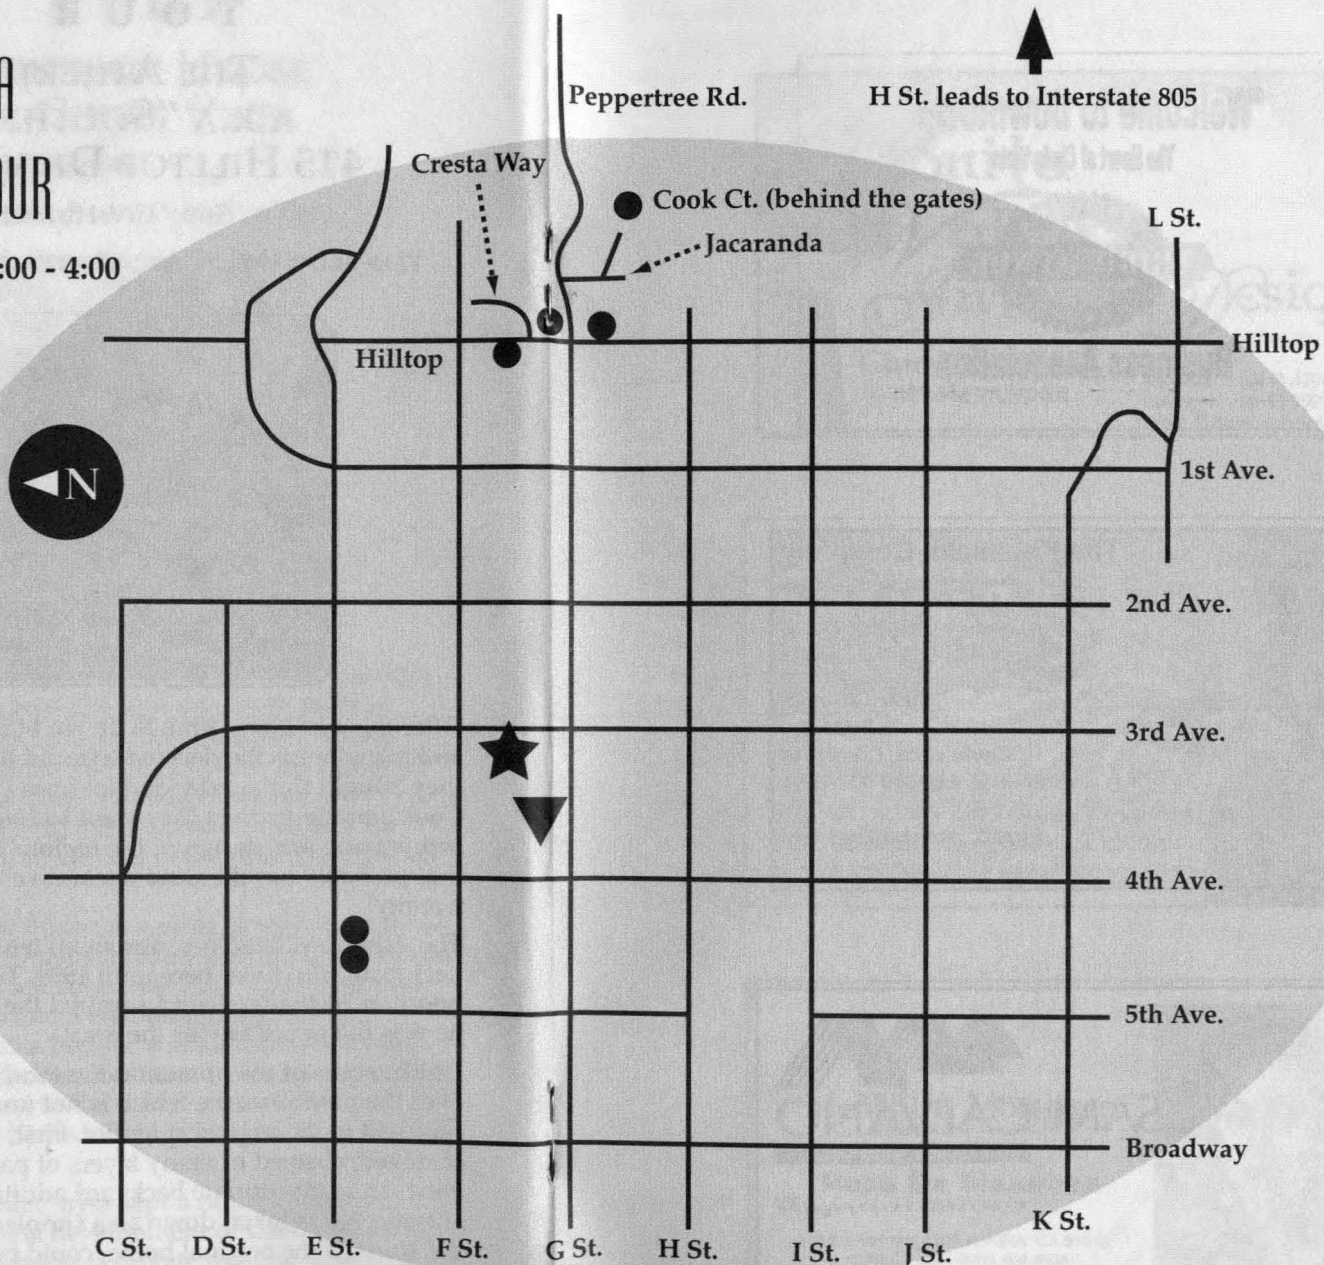 A
OUR
:00 - 4:00
Peppertree Rd.
H St. leads to Interstate 805
Cresta Way
Cook Ct. (behind the gates)
Jacaranda
L St.
Hilltop
Hilltop
N
1st Ave.
2nd Ave.
3rd Ave.
4th Ave.
5th Ave.
Broadway
K St.
C St.
D St.
E St.
F St.
G St.
H St.
I St.
J St.